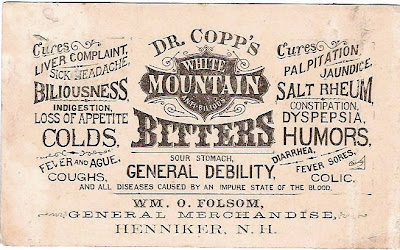 DR. COPP'S
WHITE
MOUNTAIN
ANTI-BILIOUS
BITTERS
Cures
LIVER COMPLAINT,
SICK HEADACHE,
BILIOUSNESS,
INDIGESTION,
LOSS OF APPETITE
COLDS.
FEVER AND AGUE,
COUGHS,
Cures
PALPITATION,
JAUNDICE,
SALT RHEUM,
CONSTIPATION,
DYSPEPSIA,
HUMORS,
DIARRHEA,
FEVER SORES,
COLIC,
SOUR STOMACH,
GENERAL DEBILITY,
AND ALL DISEASES CAUSED BY AN IMPURE STATE OF THE BLOOD.
WM. O. FOLSOM,
GENERAL MERCHANDISE,
HENNIKER, N. H.